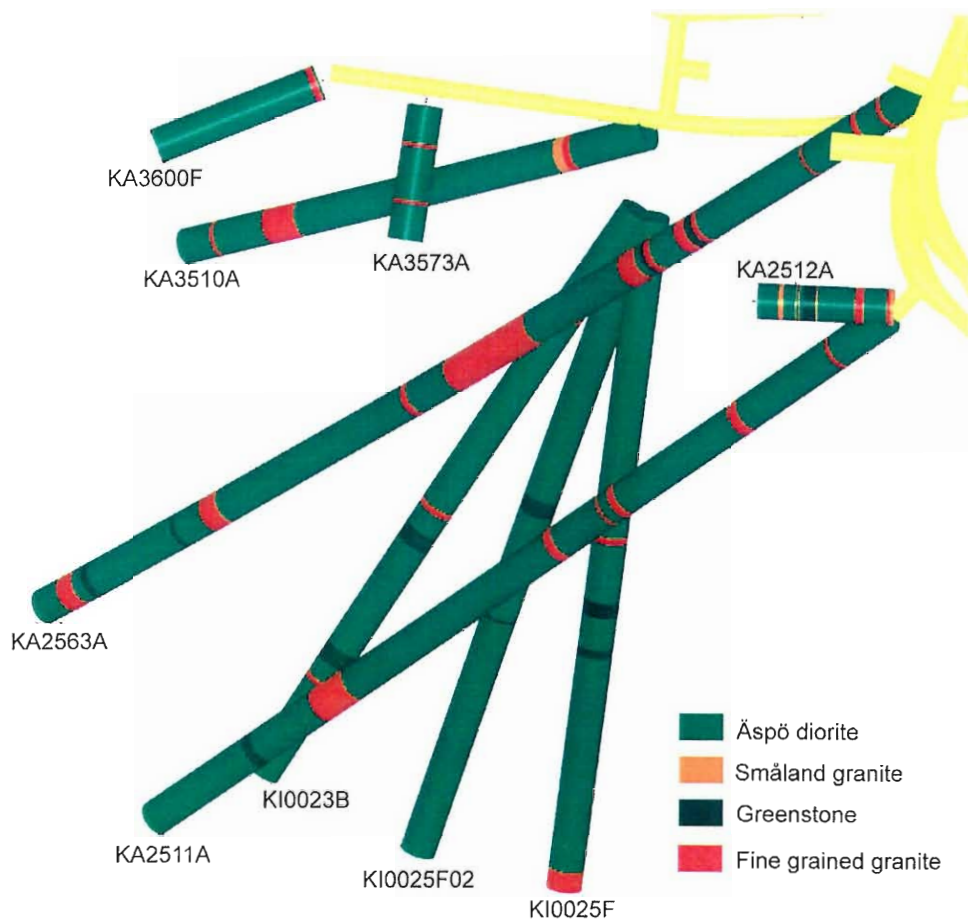 KA3600F
KA3510A
KA3573A
KA2512A
KA2563A
KI0023B
KA2511A
KI0025F02
KI0025F
Äspö diorite
Småland granite
Greenstone
Fine grained granite